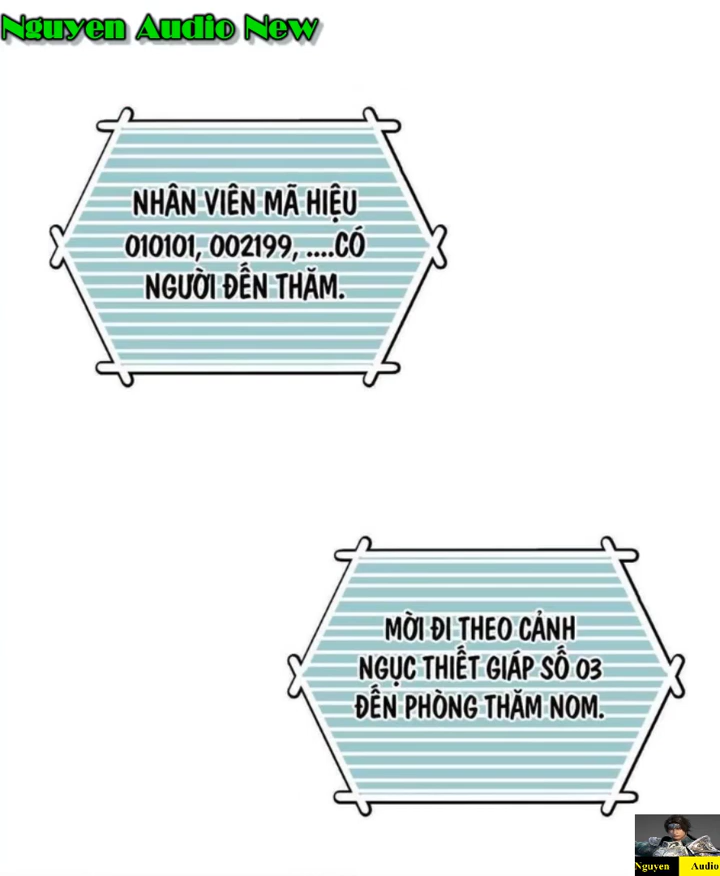 Nguyen Audio New
NHÂN VIÊN MÃ HIỆU
010101, 002199, ....CÓ
NGƯỜI ĐẾN THĂM.
MỜI ĐI THEO CẢNH
NGỤC THIẾT GIÁP SỐ 03
ĐẾN PHÒNG THĂM NOM.
Nguyen Audio